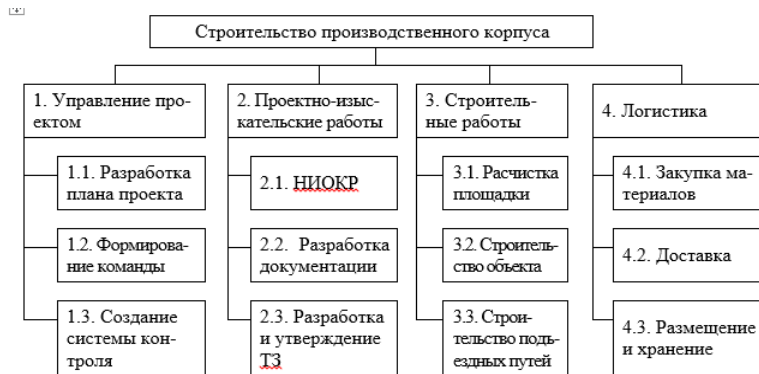 Строительство производственного корпуса
1. Управление про-
ектом
1.1. Разработка
плана проекта
1.2. Формирова-
ние команды
1.3. Создание
системы кон-
троля
2. Проектно-изыс-
кательские работы
2.1. НИОКР
2.2. Разработка
документации
2.3. Разработка
и утверждение
ТЗ
3. Строитель-
ные работы
3.1. Расчистка
площадки
3.2. Строитель-
ство объекта
3.3. Строи-
тельство подъ-
ездных путей
4. Логистика
4.1. Закупка ма-
териалов
4.2. Доставка
4.3. Размещение
и хранение